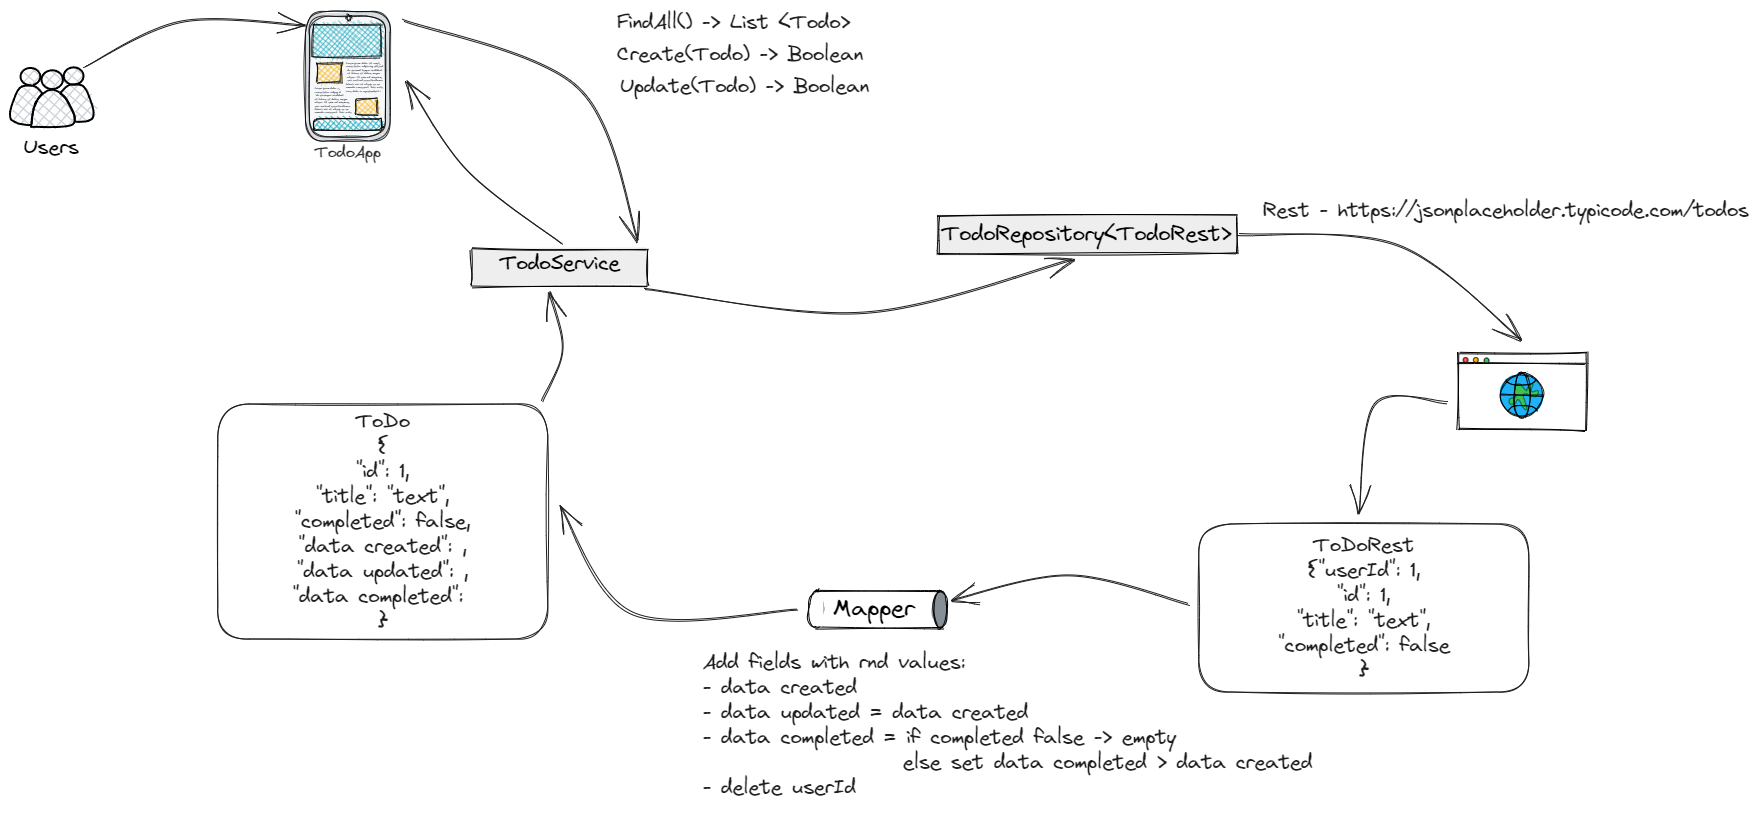 FindAll() -> List <Todo>
Create(Todo) -> Boolean
Update(Todo) -> Boolean
Users
TodoApp
Rest - https://jsonplaceholder.typicode.com/todos
TodoRepository<TodoRest>
TodoService
ToDo
{
"id": 1,
"title": "text",
"completed": false,
"data created": ,
"data updated": ,
"data completed":
}
ToDoRest
{"userId": 1,
"id": 1,
"title": "text",
"completed": false
}
Mapper
Add fields with rnd values:
- data created
- data updated = data created
- data completed = if completed false -> empty
else set data completed > data created
- delete userId